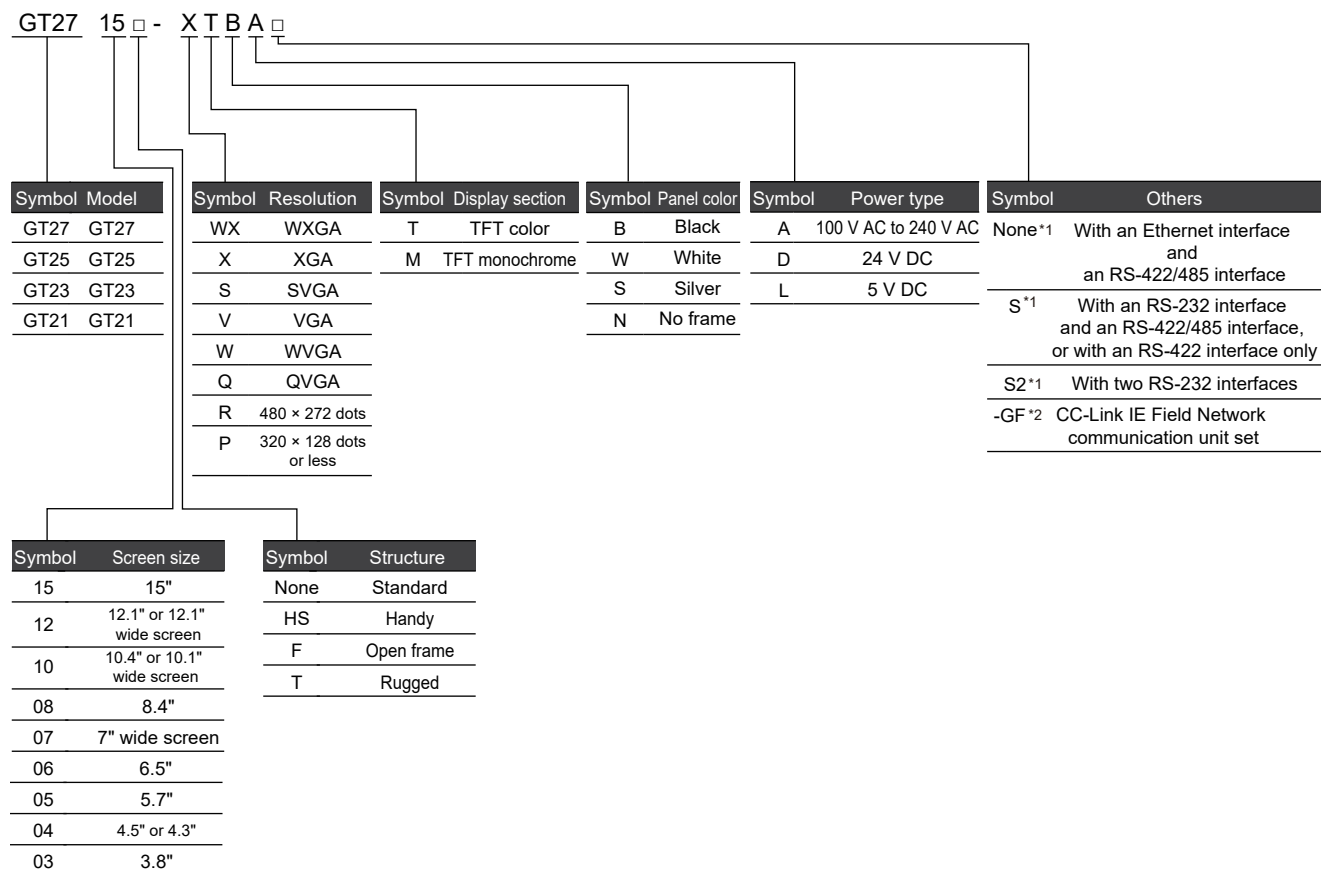 GT27 15 □ - X T B A □
Symbol Model
GT27 GT27
GT25 GT25
GT23 GT23
GT21 GT21
Symbol Resolution
WX WXGA
X XGA
S SVGA
V VGA
W WVGA
Q QVGA
R 480 × 272 dots
P 320 × 128 dots
or less
Symbol Display section
T TFT color
M TFT monochrome
Symbol Panel color
B Black
W White
S Silver
N No frame
Symbol Power type
A 100 V AC to 240 V AC
D 24 V DC
L 5 V DC
Symbol Others
None*1 With an Ethernet interface
and
an RS-422/485 interface
S*1 With an RS-232 interface
and an RS-422/485 interface,
or with an RS-422 interface only
S2*1 With two RS-232 interfaces
-GF*2 CC-Link IE Field Network
communication unit set
Symbol Screen size
15 15"
12 12.1" or 12.1"
wide screen
10 10.4" or 10.1"
wide screen
08 8.4"
07 7" wide screen
06 6.5"
05 5.7"
04 4.5" or 4.3"
03 3.8"
Symbol Structure
None Standard
HS Handy
F Open frame
T Rugged